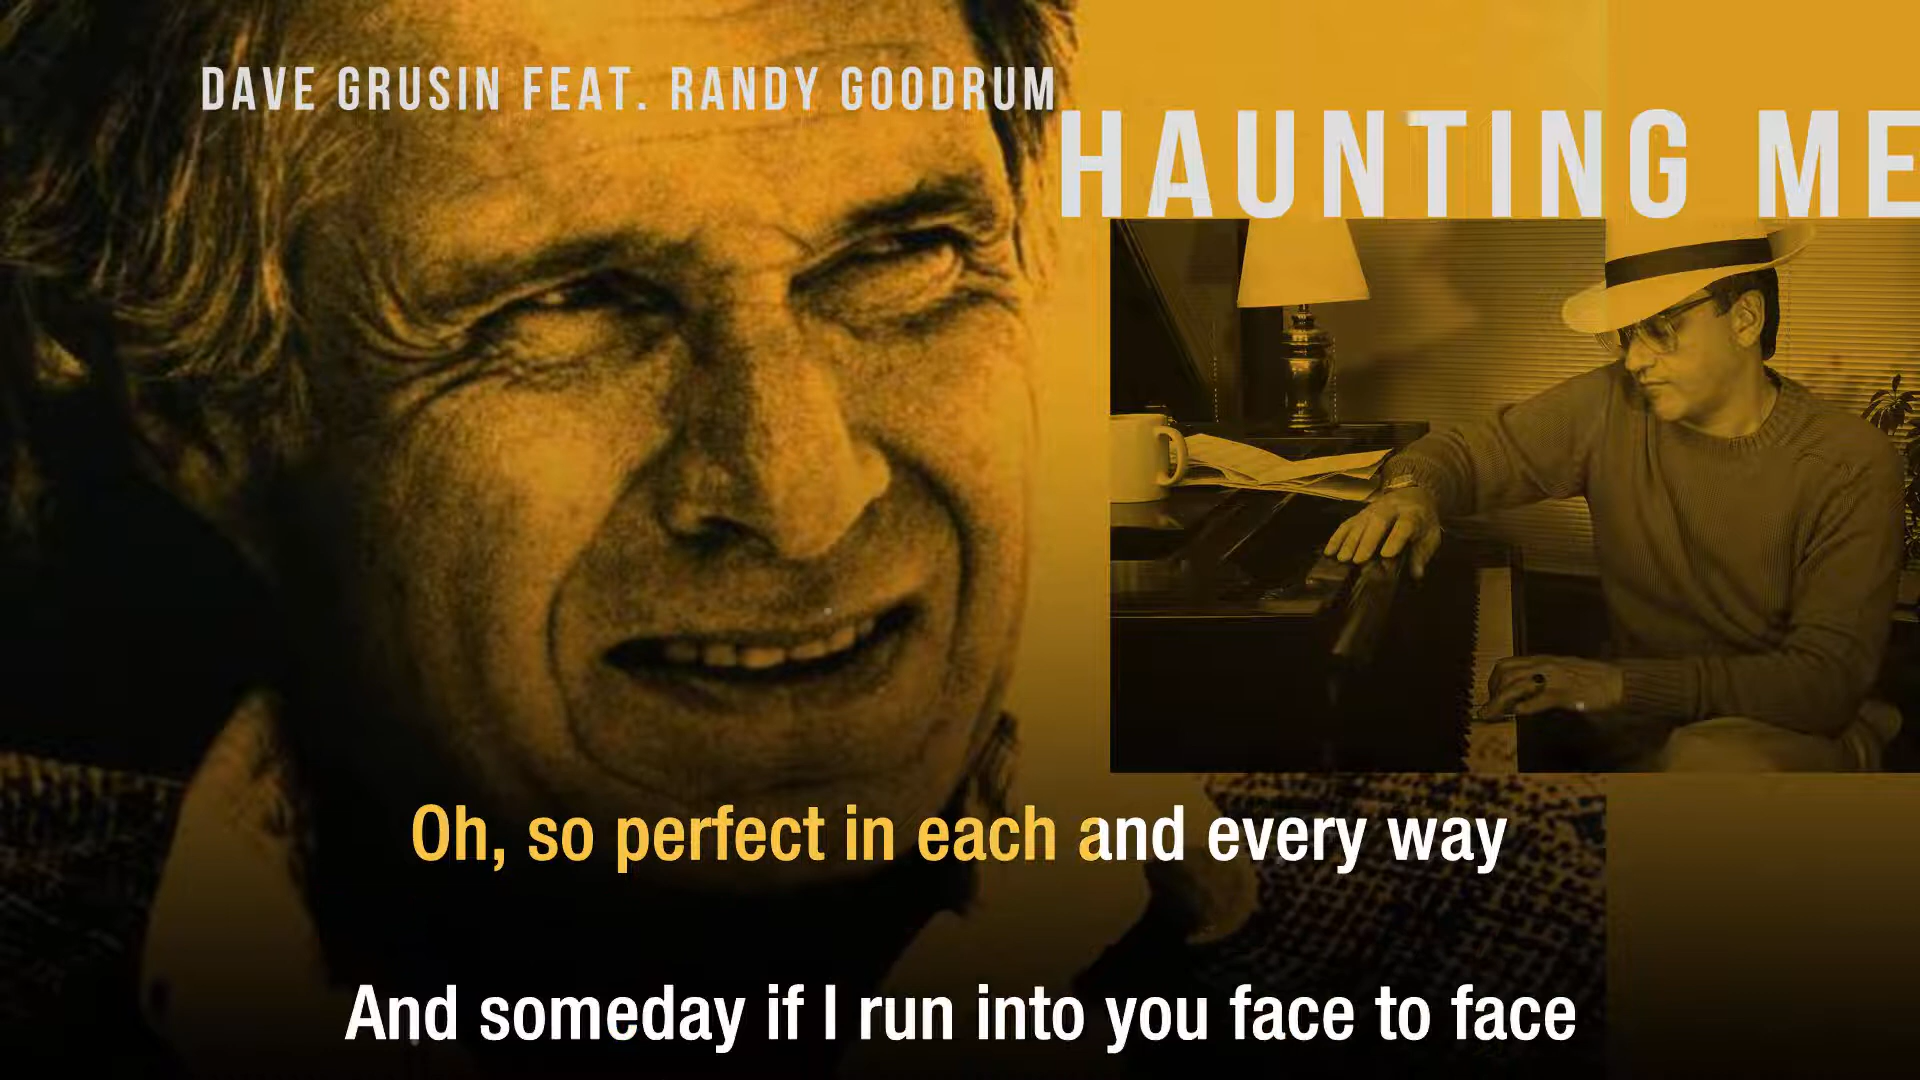 DAVE GRUSIN FEAT. RANDY GOODRUM
HAUNTING ME
Oh, so perfect in each and every way
And someday if I run into you face to face